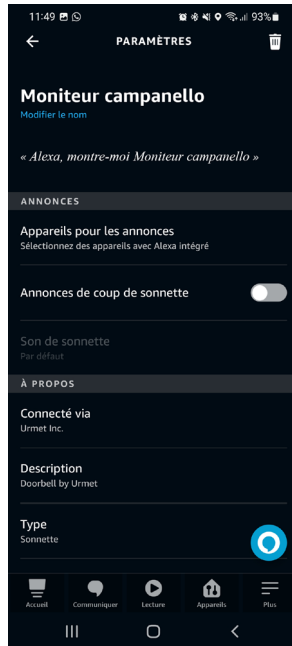 11:49
93%
PARAMÈTRES
Moniteur campanello
Modifier le nom
« Alexa, montre-moi Moniteur campanello »
ANNONCES
Appareils pour les annonces
Sélectionnez des appareils avec Alexa
intégré
Annonces de coup de sonnette
Son de sonnette
Par défaut
À PROPOS
Connecté via
Urmet Inc.
Description
Doorbell by Urmet
Type
Sonnette
Accueil Communiquer Lecture Appareils Plus